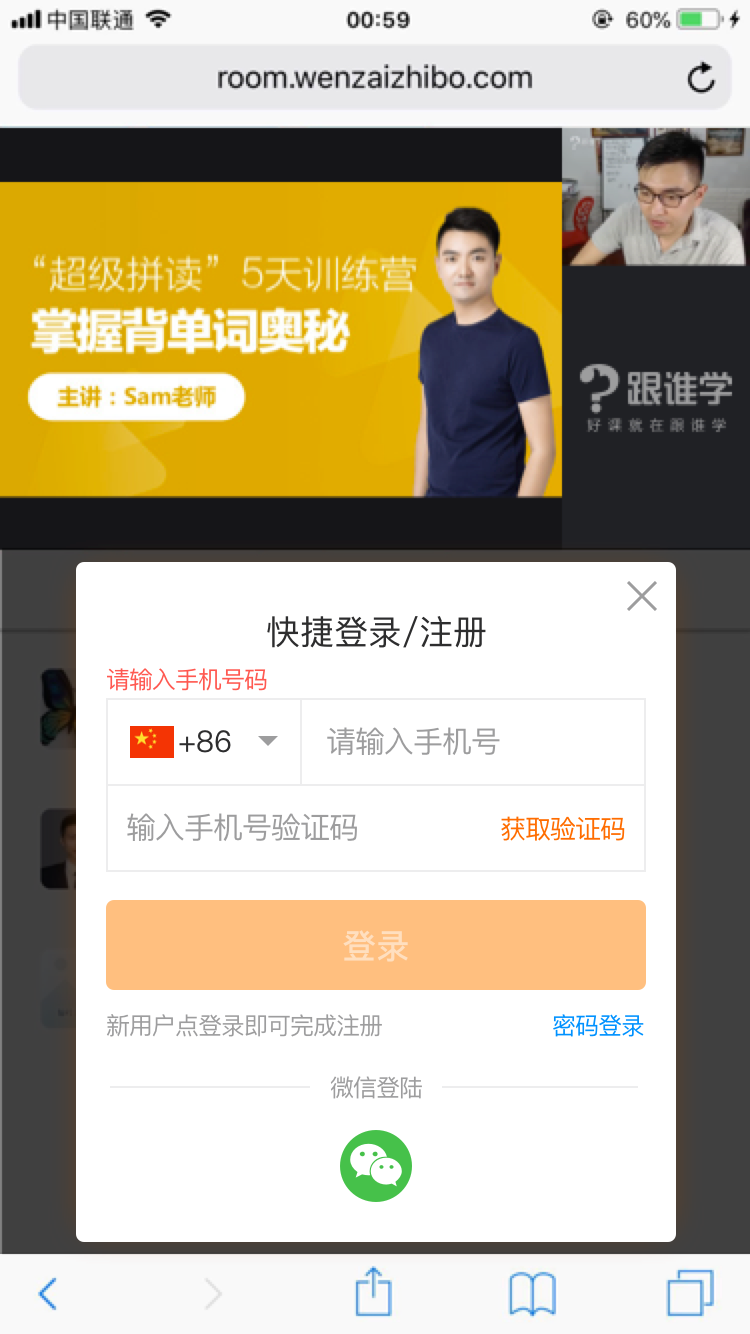 中国联通
00:59
60%
room.wenzaizhibo.com
“超级拼读”5天训练营
掌握背单词奥秘
主讲：Sam老师
跟谁学
好课就在跟谁学
快捷登录/注册
请输入手机号码
+86
请输入手机号
输入手机号验证码
获取验证码
登录
新用户点登录即可完成注册
密码登录
微信登陆